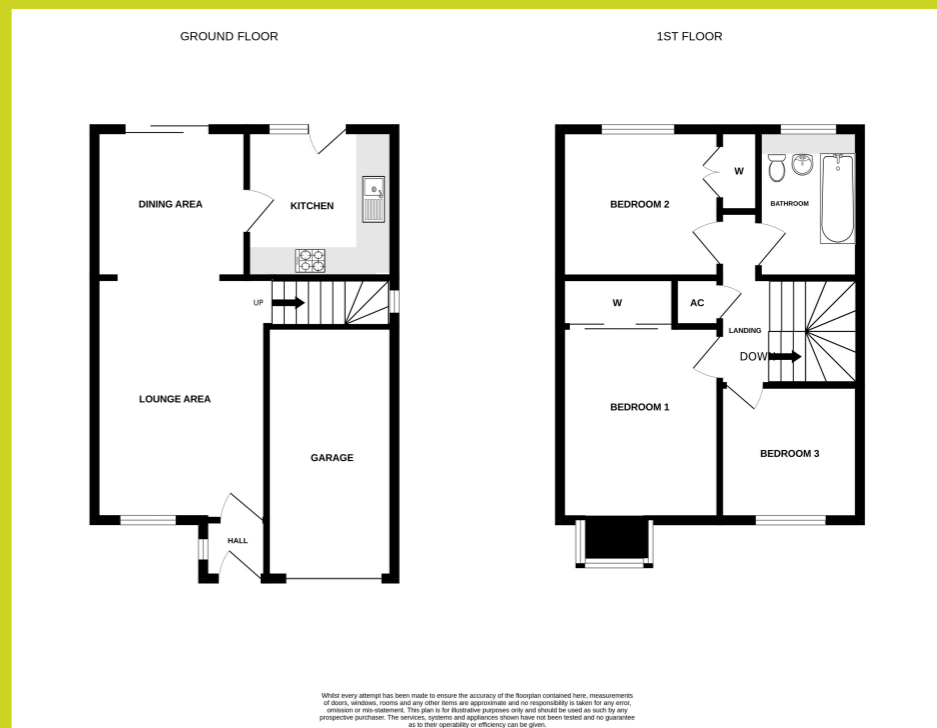 GROUND FLOOR
1ST FLOOR
DINING AREA
KITCHEN
UP
LOUNGE AREA
GARAGE
HALL
BEDROOM 2
W
BATHROOM
W
AC
LANDING
DOWN
BEDROOM 1
BEDROOM 3
Whilst every attempt has been made to ensure the accuracy of the floorplan contained here, measurements
of doors, windows, rooms and any other items are approximate and no responsibility is taken for any error,
omission or mis-statement. This plan is for illustrative purposes only and should be used as such by any
prospective purchaser. The services, systems and appliances shown have not been tested and no guarantee
as to their operability or efficiency can be given.